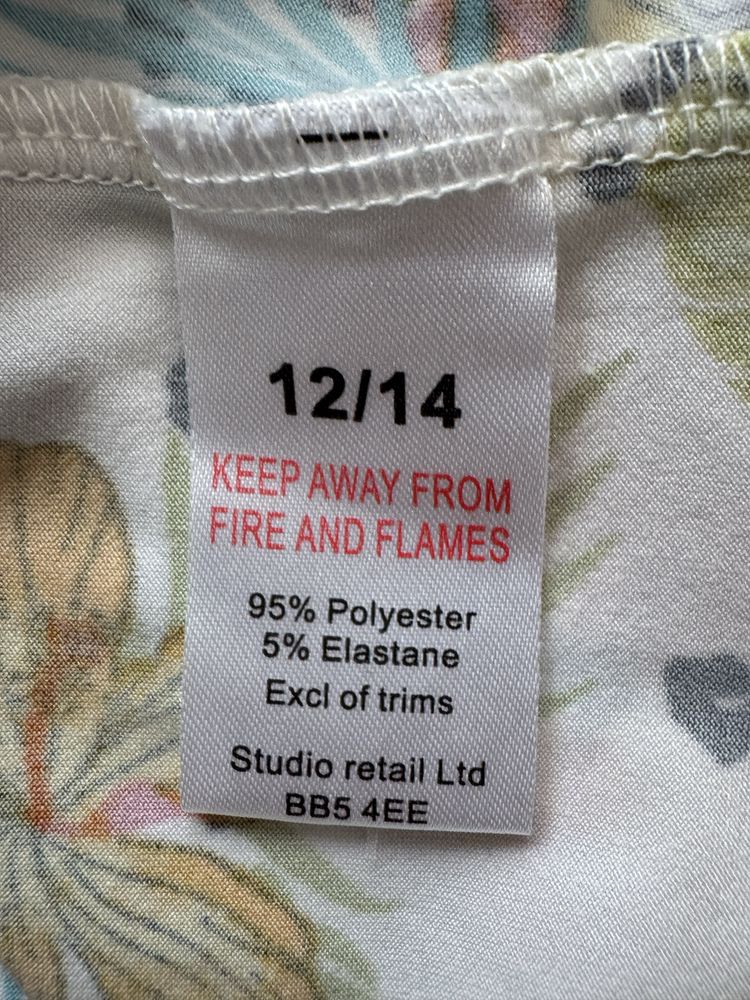 12/14
KEEP AWAY FROM
FIRE AND FLAMES
95% Polyester
5% Elastane
Excl of trims
Studio retail Ltd
BB5 4EE